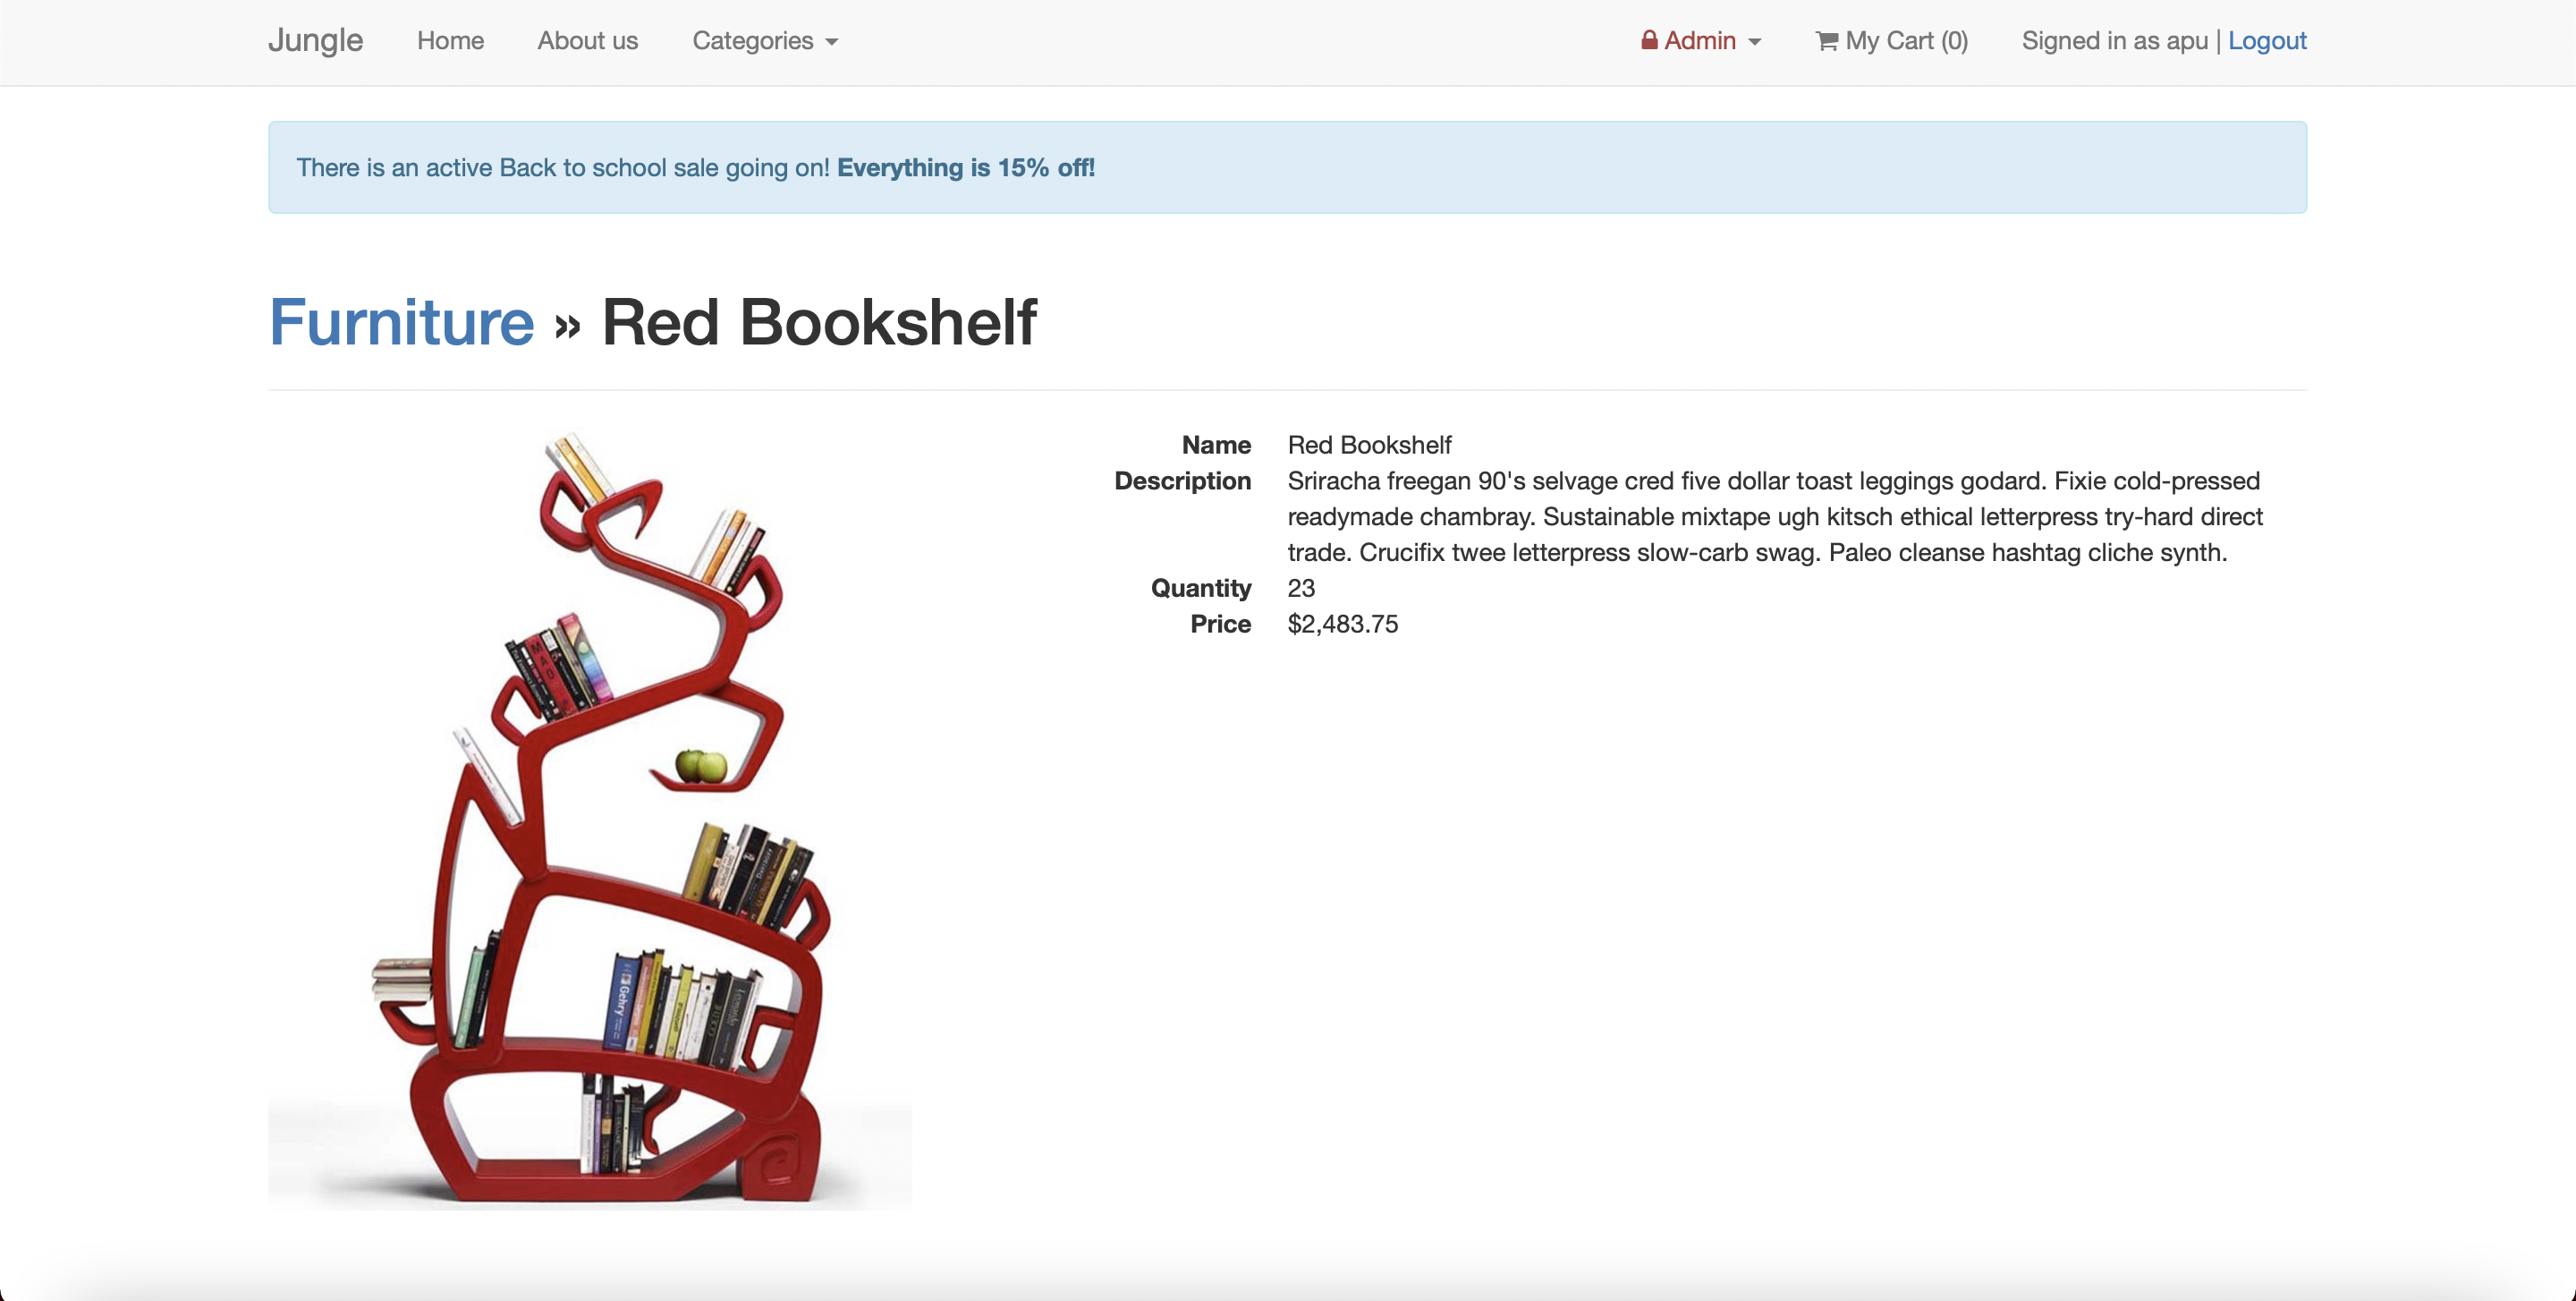 Jungle Home About us Categories Admin My Cart (0) Signed in as apu | Logout
There is an active Back to school sale going on! Everything is 15% off!
Furniture » Red Bookshelf
Name Red Bookshelf
Description Sriracha freegan 90's selvage cred five dollar toast leggings godard. Fixie cold-pressed
readymade chambray. Sustainable mixtape ugh kitsch ethical letterpress try-hard direct
trade. Crucifix twee letterpress slow-carb swag. Paleo cleanse hashtag cliche synth.
Quantity 23
Price $2,483.75
MAD
Gehry